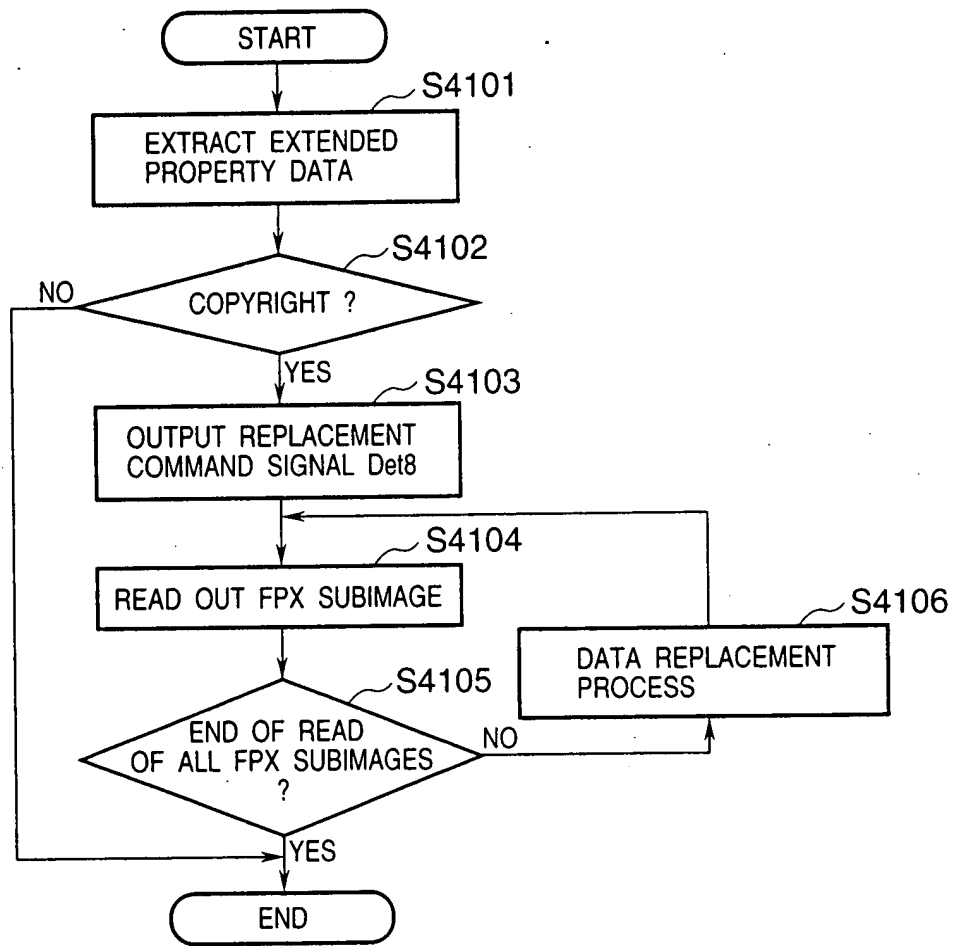 START
S4101
EXTRACT EXTENDED
PROPERTY DATA
S4102
NO
COPYRIGHT ?
YES
S4103
OUTPUT REPLACEMENT
COMMAND SIGNAL Det8
S4104
READ OUT FPX SUBIMAGE
S4106
DATA REPLACEMENT
PROCESS
S4105
END OF READ
OF ALL FPX SUBIMAGES
?
NO
YES
END